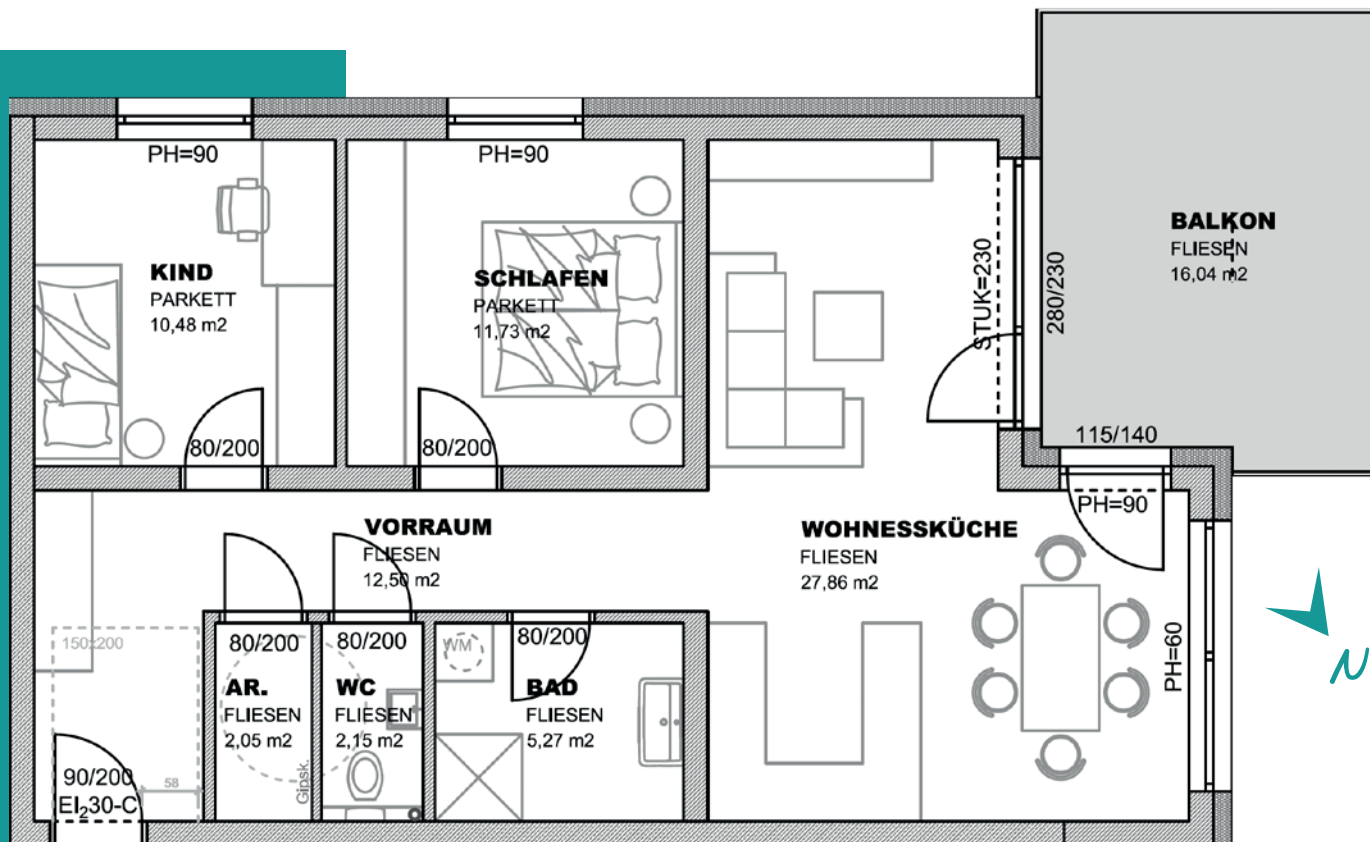 PH=90
PH=90
KIND
PARKETT
10,48 m2
SCHLAFEN
PARKETT
11,73 m2
STUK=230
280/230
BALKON
FLIESEN
16,04 m2
80/200
80/200
115/140
PH=90
VORRAUM
FLIESEN
12,50 m2
WOHNESSKÜCHE
FLIESEN
27,86 m2
150x200
80/200
80/200
WM
80/200
PH=60
N
AR.
FLIESEN
2,05 m2
WC
FLIESEN
2,15 m2
BAD
FLIESEN
5,27 m2
Gipsk.
90/200
EI₂30-C
58